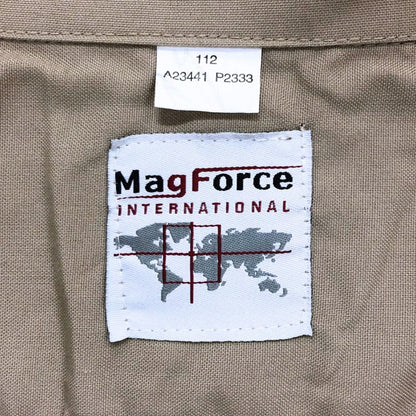 112
A23441 P2333
MagForce
INTERNATIONAL